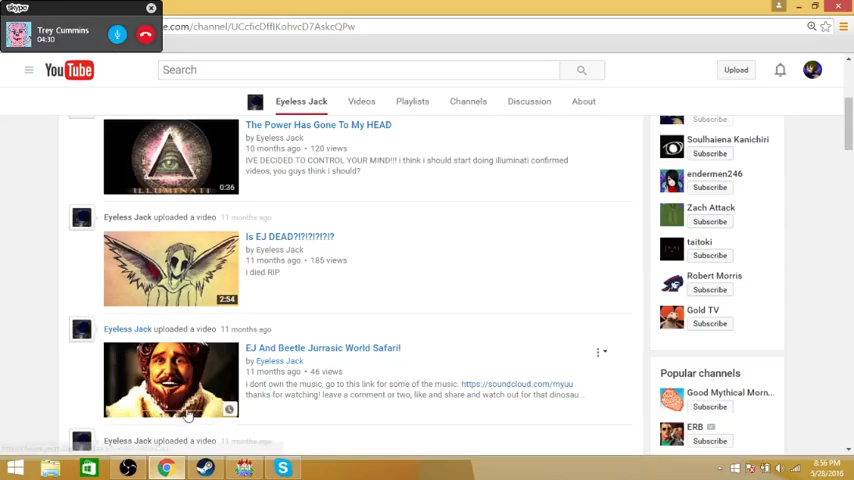 skype
Trey Cummins
04:30
e.com/channel/UCcficDfflKohvcD7AskcQPw
YouTube
Search
Upload
Eyeless Jack
Videos
Playlists
Channels
Discussion
About
The Power Has Gone To My HEAD
by Eyeless Jack
10 months ago • 120 views
IVE DECIDED TO CONTROL YOUR MIND!!! i think i should start doing illuminati confirmed
videos, you guys think i should?
ILLUMINATI
0:36
Eyeless Jack uploaded a video 11 months ago
Is EJ DEAD?!?!?!?!?!?
by Eyeless Jack
11 months ago • 185 views
i died RIP
2:54
Eyeless Jack uploaded a video 11 months ago
EJ And Beetle Jurrasic World Safari!
by Eyeless Jack
11 months ago • 46 views
i dont own the music, go to this link for some of the music. https://soundcloud.com/myuu
thanks for watching! leave a comment or two, like and share and watch out for that dinosau...
Eyeless Jack uploaded a video 11 months ago
Subscribe
Soulhaiena Kanichiri
Subscribe
endermen246
Subscribe
Zach Attack
Subscribe
taitoki
Subscribe
Robert Morris
Subscribe
Gold TV
Subscribe
Popular channels
Good Mythical Morn...
Subscribe
ERB
Subscribe
8:56 PM
5/28/2016